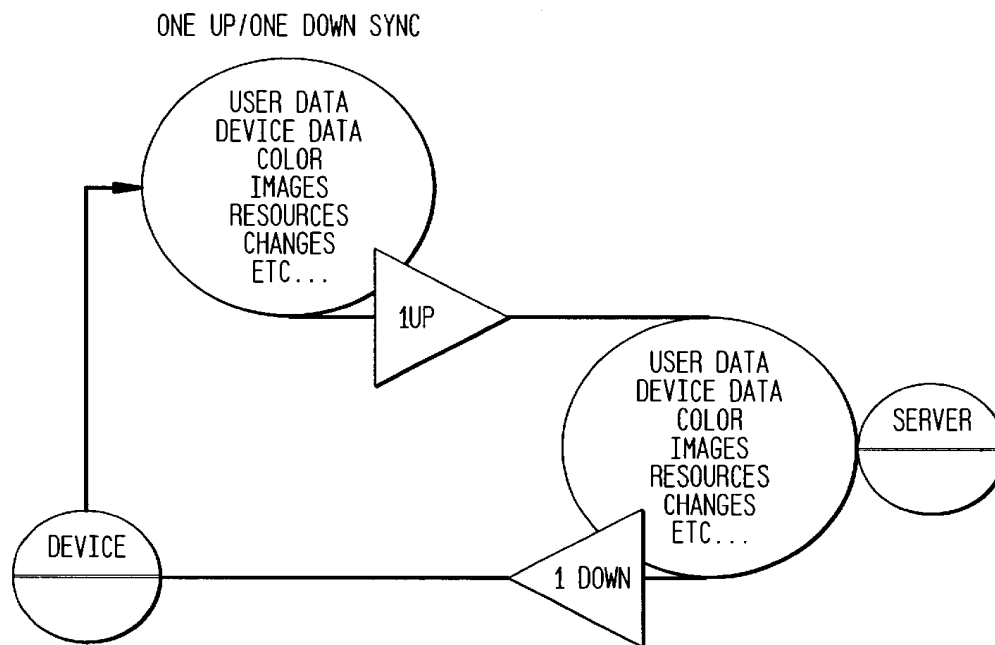 ONE UP/ONE DOWN SYNC
USER DATA
DEVICE DATA
COLOR
IMAGES
RESOURCES
CHANGES
ETC...
1UP
USER DATA
DEVICE DATA
COLOR
IMAGES
RESOURCES
CHANGES
ETC...
SERVER
DEVICE
1 DOWN